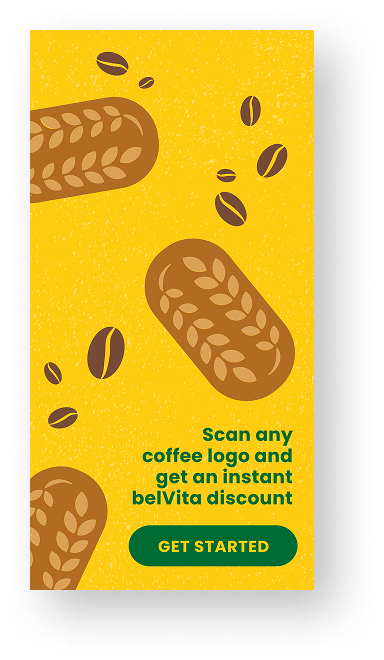 Scan any
coffee logo and
get an instant
belVita discount
GET STARTED